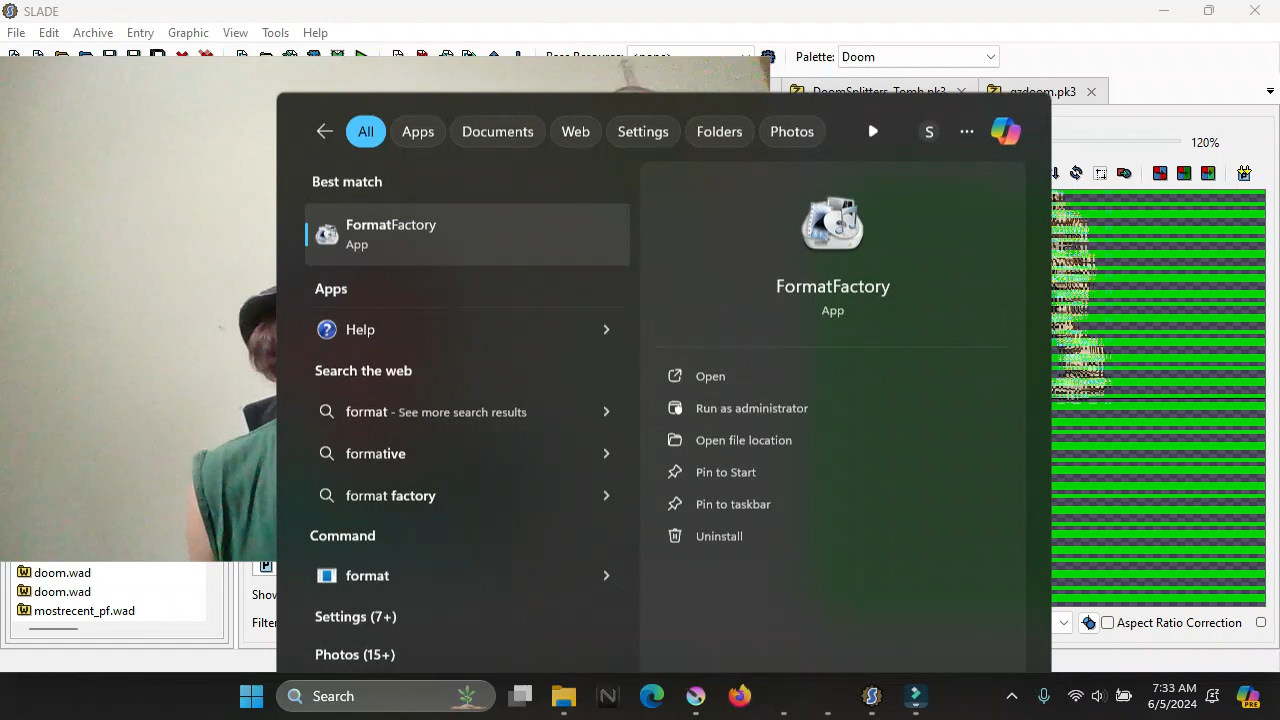 SLADE
File Edit Archive Entry Graphic View Tools Help
Palette: Doom
DoomSplitters_Tomb.pk3 gzdoom.pk3
All Apps Documents Web Settings Folders Photos S
120%
Best match
FormatFactory
App
FormatFactory
App
Apps
Help
Search the web
format - See more search results
formative
format factory
Command
format
Settings (7+)
Photos (15+)
Open
Run as administrator
Open file location
Pin to Start
Pin to taskbar
Uninstall
doom.wad
doom.wad
mostrecent_pf.wad
Filter
Aspect Ratio Correction
Search
PRE
7:33 AM
6/5/2024